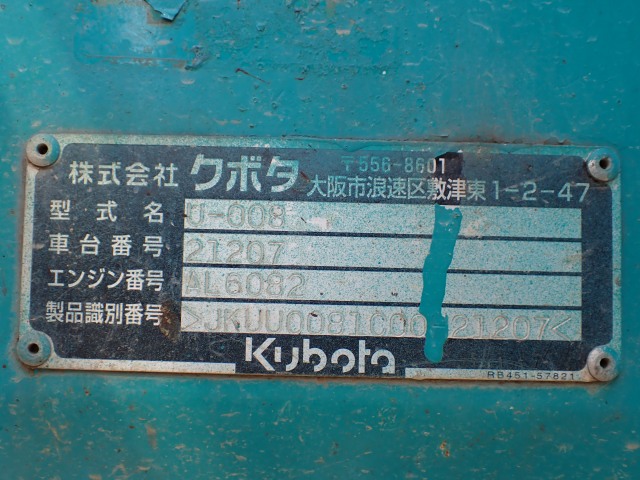 株式会社 クボタ 〒556-8601
大阪市浪速区敷津東1-2-47
型式名 U-008
車台番号 21207
エンジン番号 AL6082
製品識別番号 >JKUU0081C00 21207<
Kubota
RB451-57821